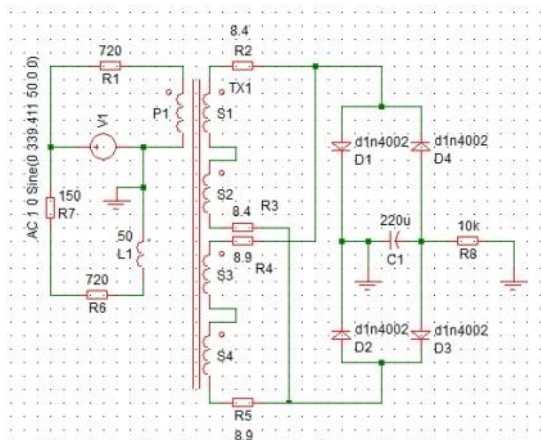 8.4
720
R2
R1
TX1
P1
S1
V1
AC 1 0 Sine(0 339.411 50 0 0)
d1n4002
D1
d1n4002
D4
150
R7
S2
R3
8.4
220u
10k
50
L1
8.9
R4
C1
R8
S3
720
R6
d1n4002
D2
d1n4002
D3
S4
R5
8.9